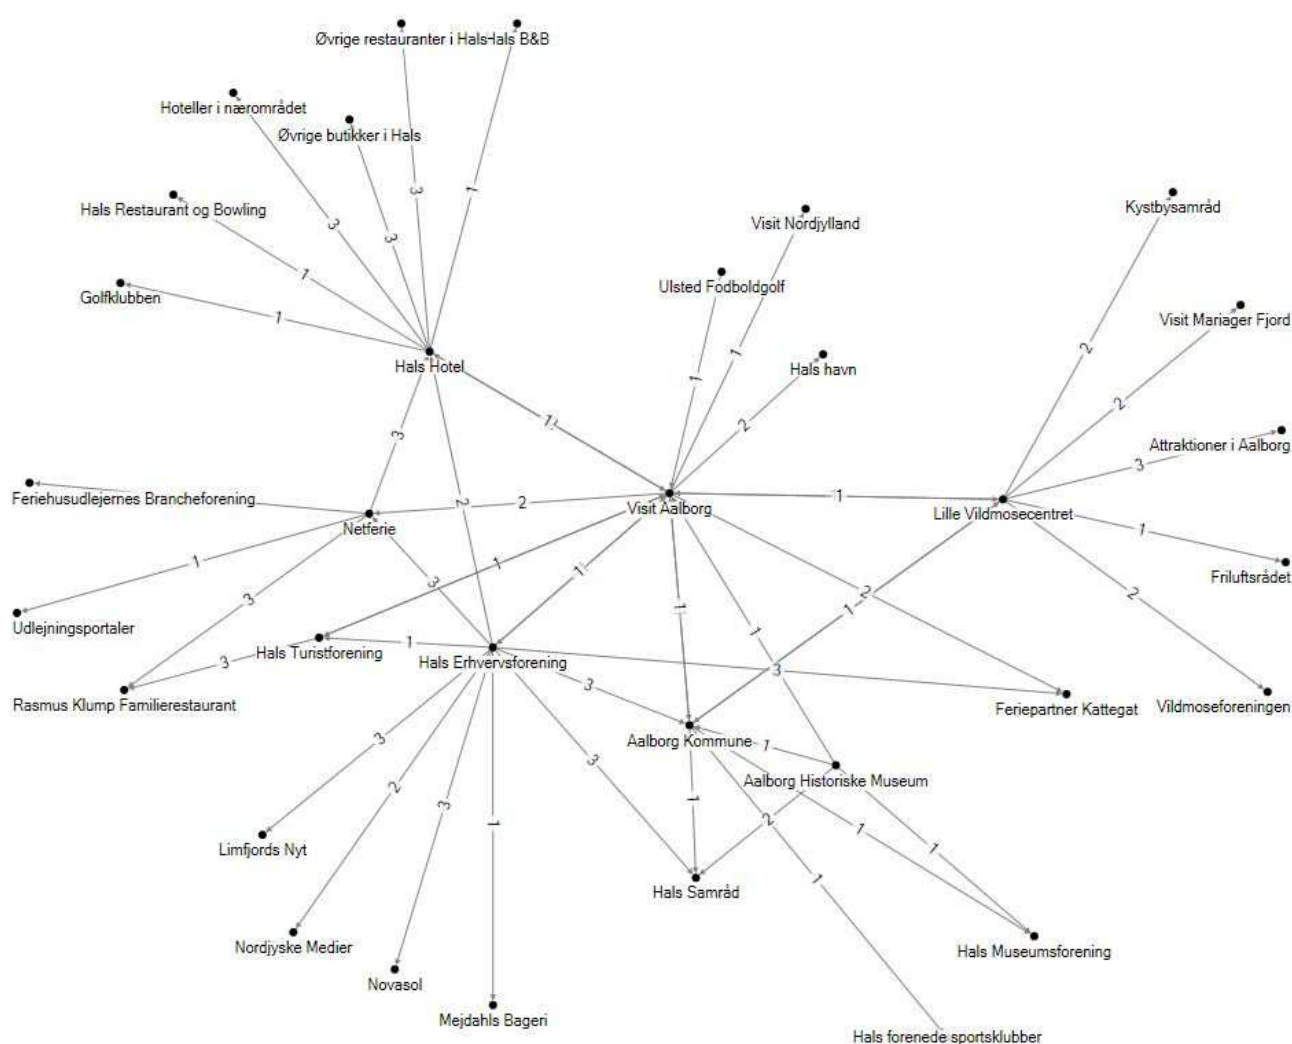 Øvrige restauranter i Hals
Hals B&B
Hoteller i nærområdet
Øvrige butikker i Hals
3
1
Kystbysamråd
Hals Restaurant og Bowling
Visit Nordjylland
3
3
Ulsted Fodboldgolf
1
Golfklubben
Visit Mariager Fjord
1
2
1
Hals Hotel
Hals havn
1
2
1
2
3
Attraktioner i Aalborg
3
Feriehusudlejernes Brancheforening
1
2
2
1
Netferie
Visit Aalborg
Lille Vildmosecentret
1
1
1
1
Friluftsrådet
3
2
2
3
1
1
Udlejningsportaler
1
1
Hals Turistforening
3
Hals Erhvervsforening
3
3
Rasmus Klump Familierestaurant
Feriepartner Kattegat
Vildmoseforeningen
3
Aalborg Kommune
1
3
Aalborg Historiske Museum
2
3
1
3
1
2
1
1
Limfjords Nyt
1
Hals Samråd
Nordjyske Medier
Hals Museumsforening
Novasol
Mejdahls Bageri
Hals forenede sportsklubber